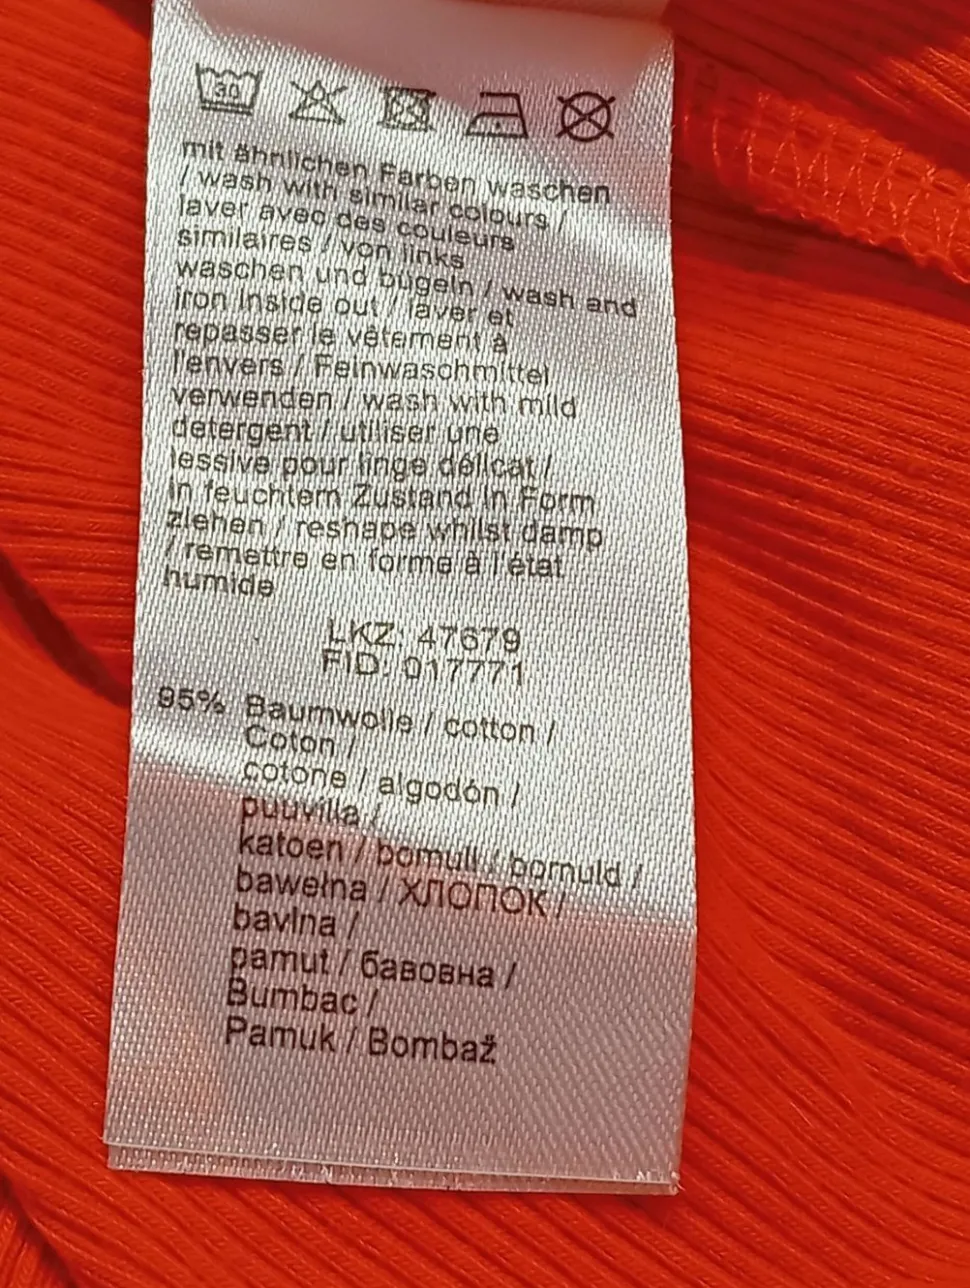 30
mit ähnlichen Farben waschen
/ wash with similar colours /
laver avec des couleurs
similaires / von links
waschen und bügeln / wash and
iron inside out / laver et
repasser le vêtement à
l'envers / Feinwaschmittel
verwenden / wash with mild
detergent / utiliser une
lessive pour linge délicat /
in feuchtem Zustand in Form
ziehen / reshape whilst damp
/ remettre en forme à l'état
humide
LKZ: 47679
FID: 017771
95% Baumwolle / cotton /
Coton /
cotone / algodón /
puuvilla /
katoen / bomull / bomuld /
bawełna / ХЛОПОК /
bavlna /
pamut / бавовна /
Bumbac /
Pamuk / Bombaž